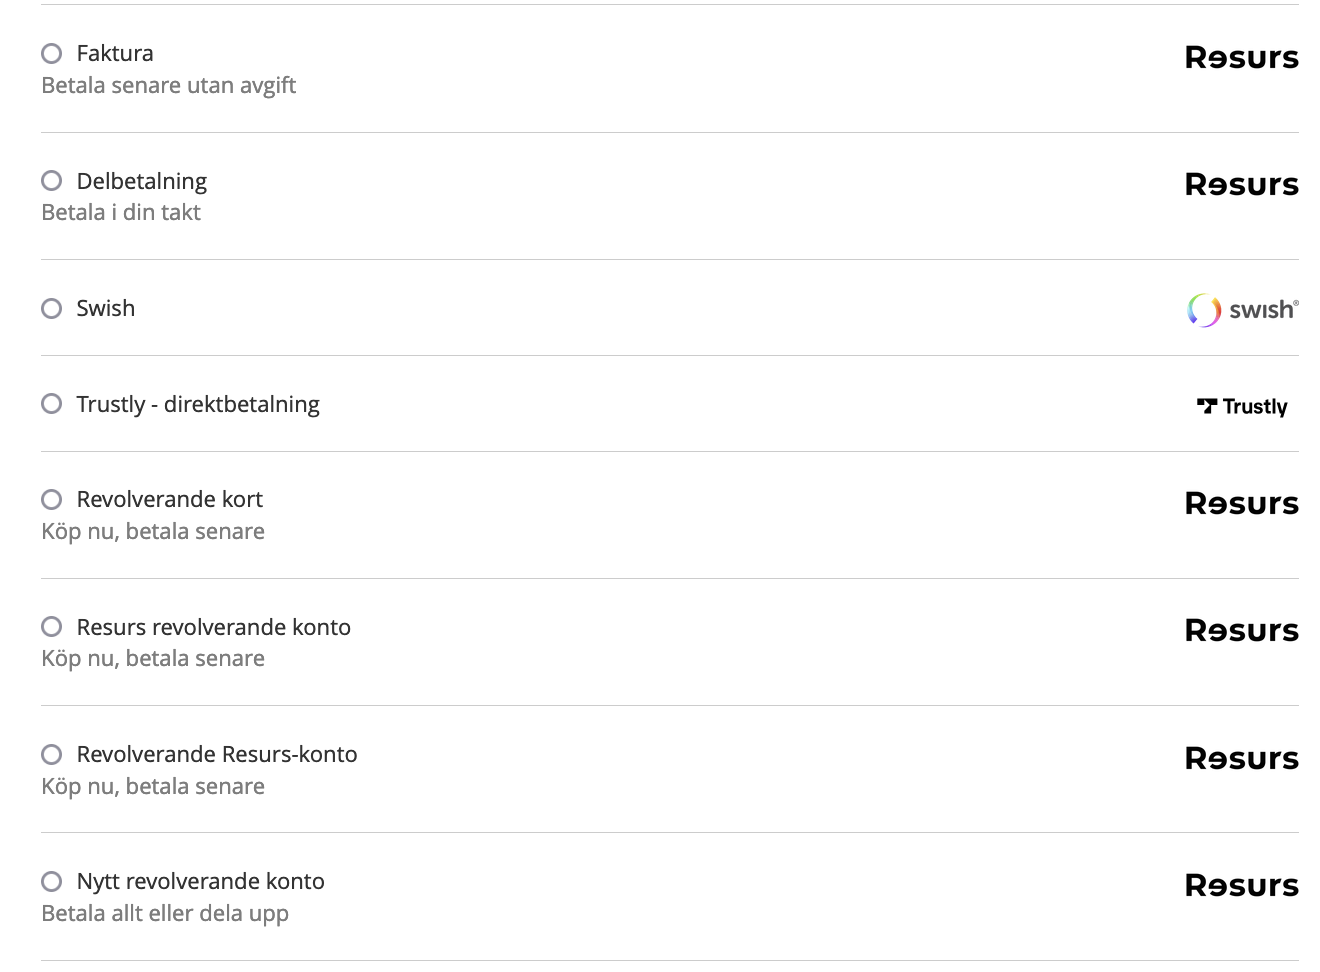 Faktura
Resurs
Betala senare utan avgift
Delbetalning
Resurs
Betala i din takt
Swish
swish®
Trustly - direktbetalning
Trustly
Revolverande kort
Resurs
Köp nu, betala senare
Resurs revolverande konto
Resurs
Köp nu, betala senare
Revolverande Resurs-konto
Resurs
Köp nu, betala senare
Nytt revolverande konto
Resurs
Betala allt eller dela upp